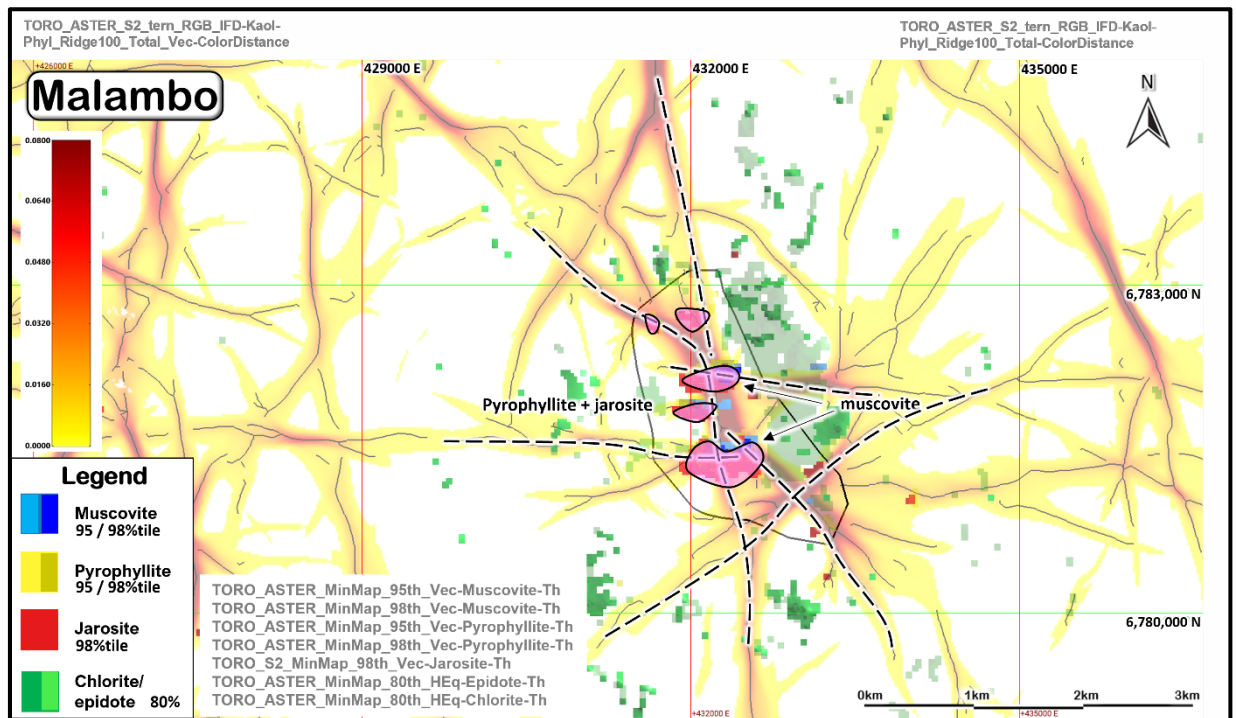 TORO_ASTER_S2_tern_RGB_IFD-Kaol-
Phyl_Ridge100_Total_Vec-ColorDistance
TORO_ASTER_S2_tern_RGB_IFD-Kaol-
Phyl_Ridge100_Total-ColorDistance
+426000 E
429000 E
432000 E
435000 E
Malambo
N
0.0800
0.0640
0.0480
0.0320
0.0160
0.0000
6,783,000 N
Pyrophyllite + jarosite
muscovite
Legend
Muscovite
95 / 98%tile
Pyrophyllite
95 / 98%tile
Jarosite
98%tile
Chlorite/
epidote 80%
TORO_ASTER_MinMap_95th_Vec-Muscovite-Th
TORO_ASTER_MinMap_98th_Vec-Muscovite-Th
TORO_ASTER_MinMap_95th_Vec-Pyrophyllite-Th
TORO_ASTER_MinMap_98th_Vec-Pyrophyllite-Th
TORO_S2_MinMap_98th_Vec-Jarosite-Th
TORO_ASTER_MinMap_80th_HEq-Epidote-Th
TORO_ASTER_MinMap_80th_HEq-Chlorite-Th
6,780,000 N
0km 1km 2km 3km
+432000 E
+435000 E